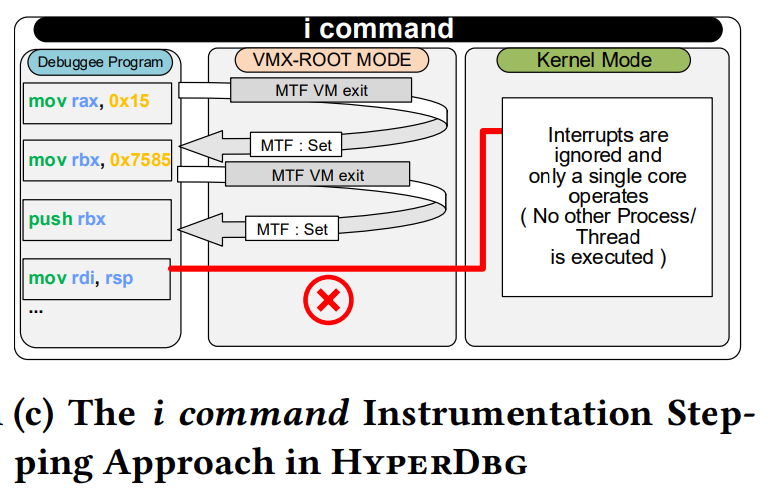 i command
Debuggee Program
VMX-ROOT MODE
Kernel Mode
mov rax, 0x15
mov rbx, 0x7585
push rbx
mov rdi, rsp
...
MTF VM exit
MTF : Set
MTF VM exit
MTF : Set
Interrupts are
ignored and
only a single core
operates
( No other Process/
Thread
is executed )
(c) The i command Instrumentation Step-
ping Approach in HYPERDBG